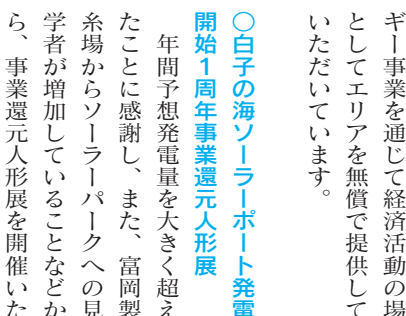 ギー事業を通じて経済活動の場
としてエリアを無償で提供して
いただいています。
○白子の海ソーラーポート発電
開始1周年事業還元人形展
年間予想発電量を大きく超え
たことに感謝し、また、富岡製
糸場からソーラーパークへの見
学者が増加していることなどか
ら、事業還元人形展を開催いた